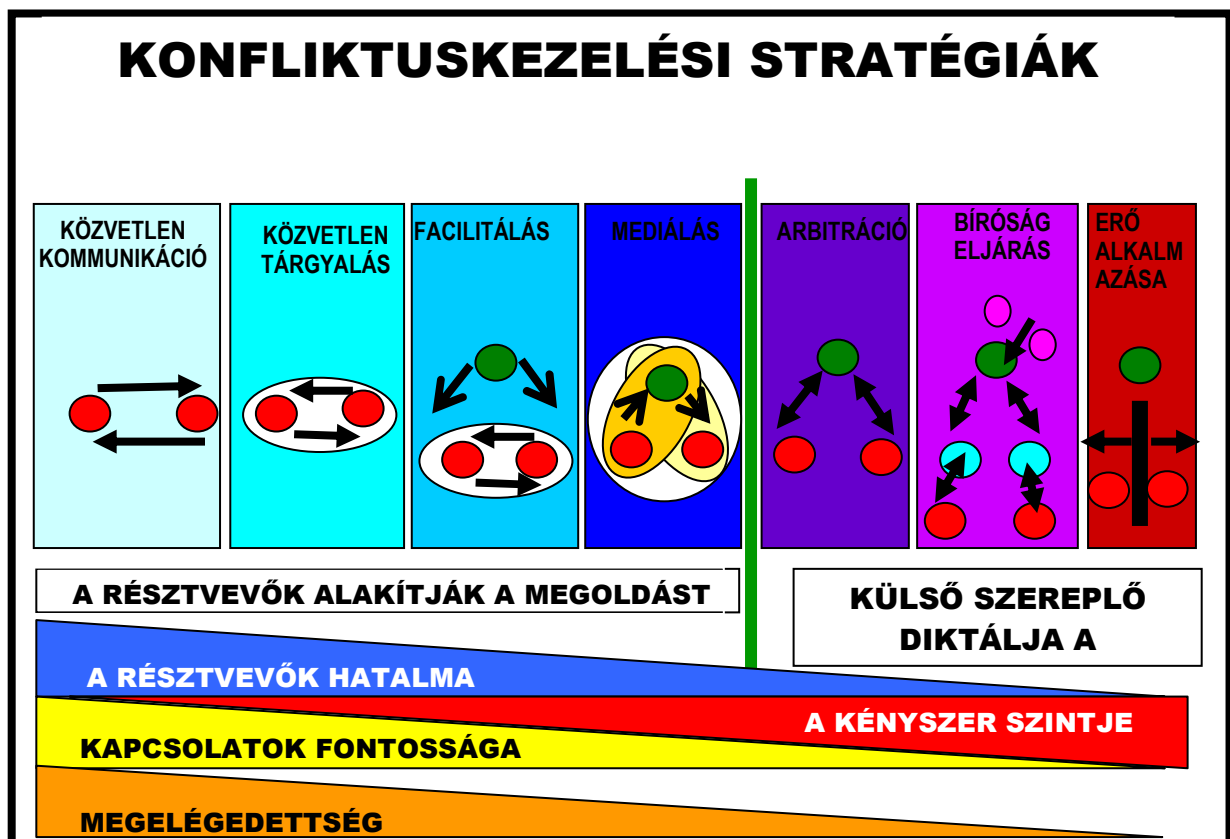 KONFLIKTUSKEZELÉSI STRATÉGIÁK
KÖZVETLEN
KOMMUNIKÁCIÓ
KÖZVETLEN
TÁRGYALÁS
FACILITÁLÁS
MEDIÁLÁS
ARBITRÁCIÓ
BÍRÓSÁG
ELJÁRÁS
ERŐ
ALKALM
AZÁSA
A RÉSZTVEVŐK ALAKÍTJÁK A MEGOLDÁST
KÜLSŐ SZEREPLŐ
DIKTÁLJA A
A RÉSZTVEVŐK HATALMA
A KÉNYSZER SZINTJE
KAPCSOLATOK FONTOSSÁGA
MEGELÉGEDETTSÉG